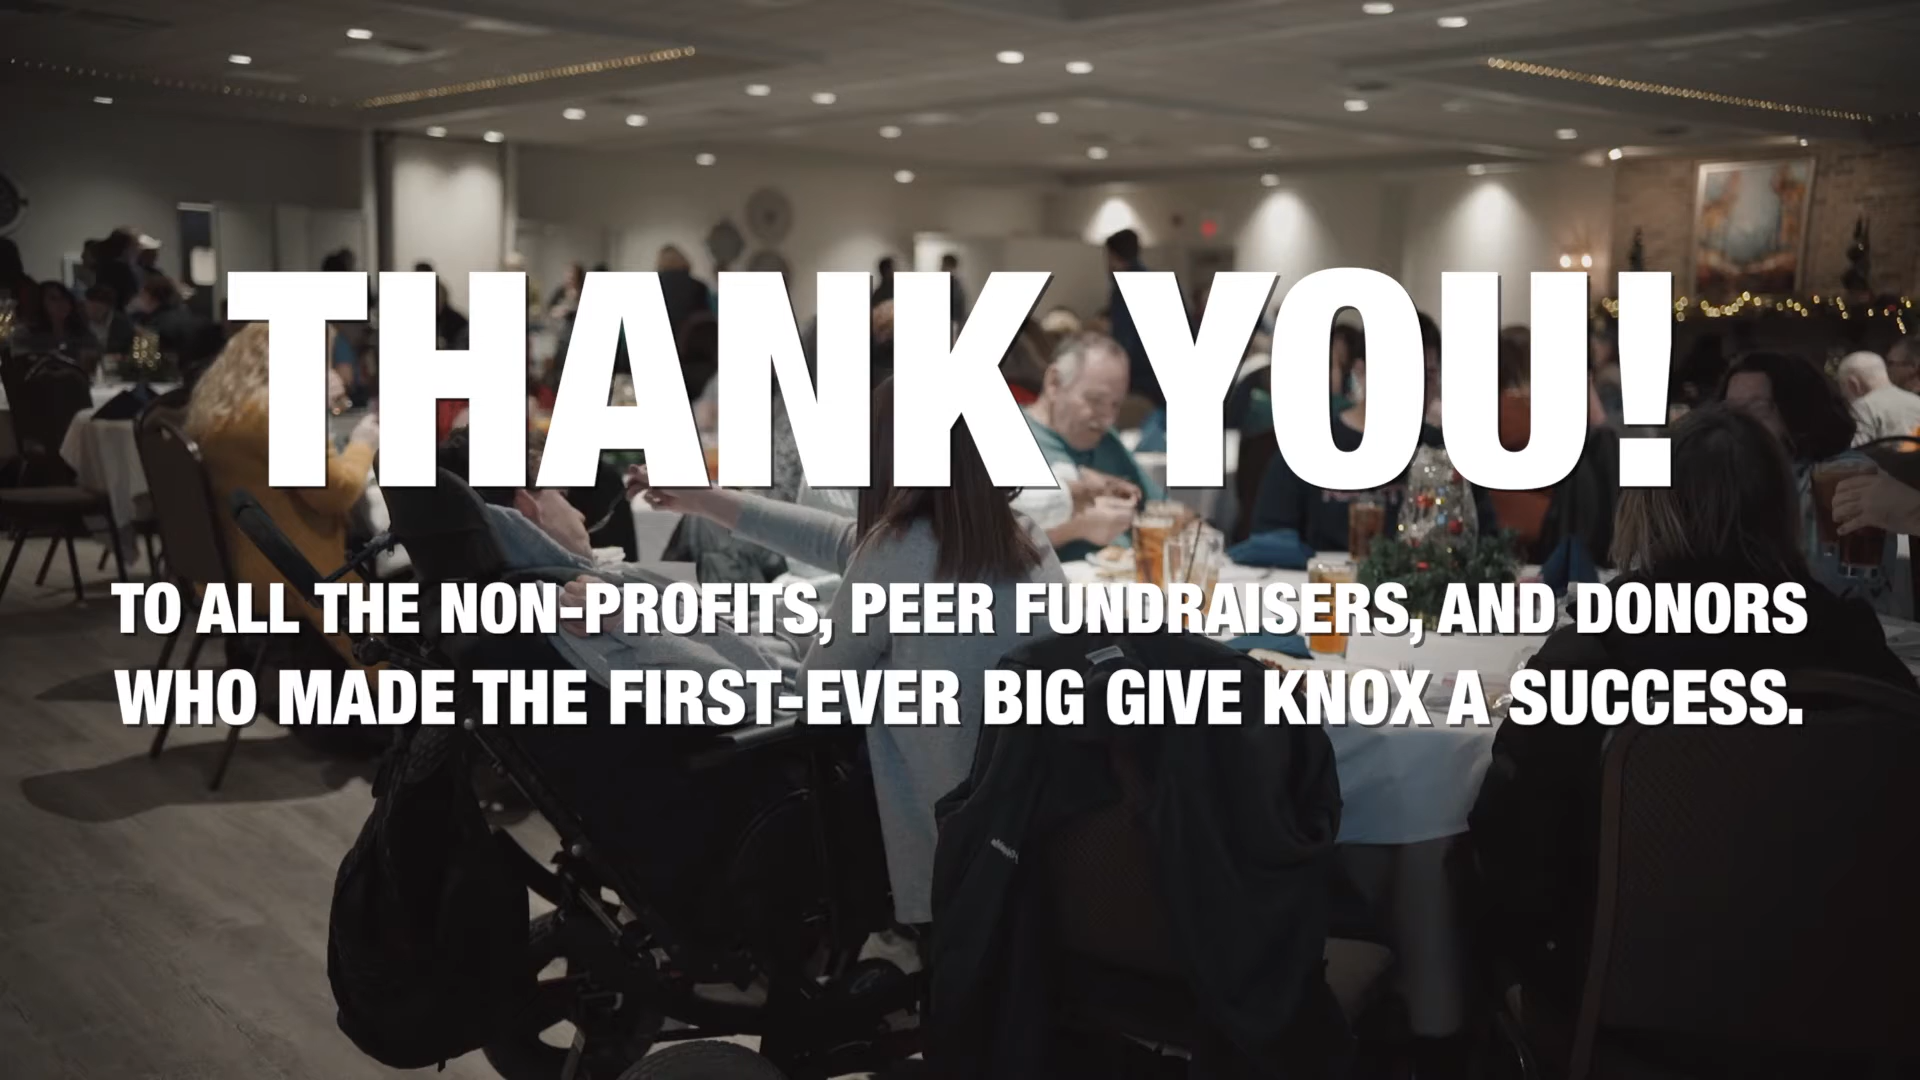 THANK YOU!
TO ALL THE NON-PROFITS, PEER FUNDRAISERS, AND DONORS
WHO MADE THE FIRST-EVER BIG GIVE KNOX A SUCCESS.